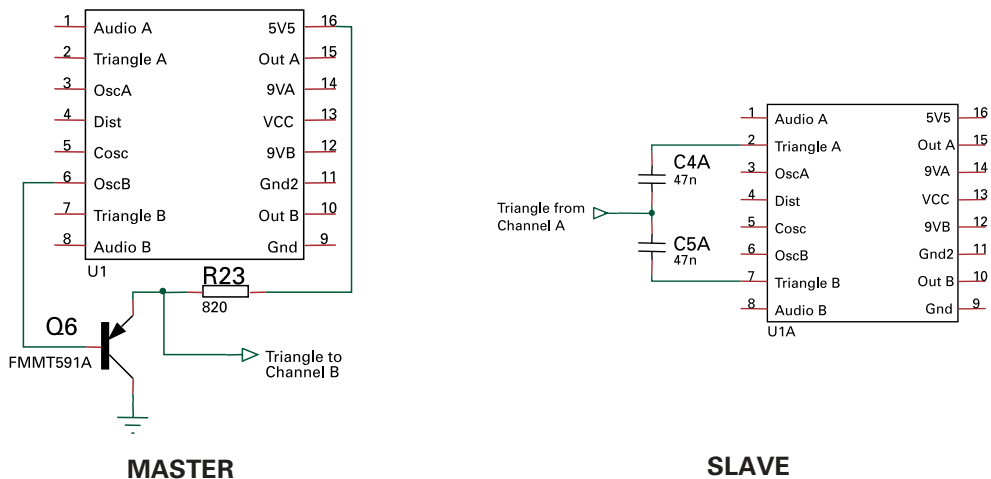 1 Audio A 5V5 16
2 Triangle A Out A 15
3 OscA 9VA 14
4 Dist VCC 13
5 Cosc 9VB 12
6 OscB Gnd2 11
7 Triangle B Out B 10
8 Audio B Gnd 9
U1
R23
820
Q6
FMMT591A
Triangle to
Channel B
MASTER
1 Audio A 5V5 16
2 Triangle A Out A 15
3 OscA 9VA 14
4 Dist VCC 13
5 Cosc 9VB 12
6 OscB Gnd2 11
7 Triangle B Out B 10
8 Audio B Gnd 9
U1A
C4A
47n
Triangle from
Channel A
C5A
47n
SLAVE